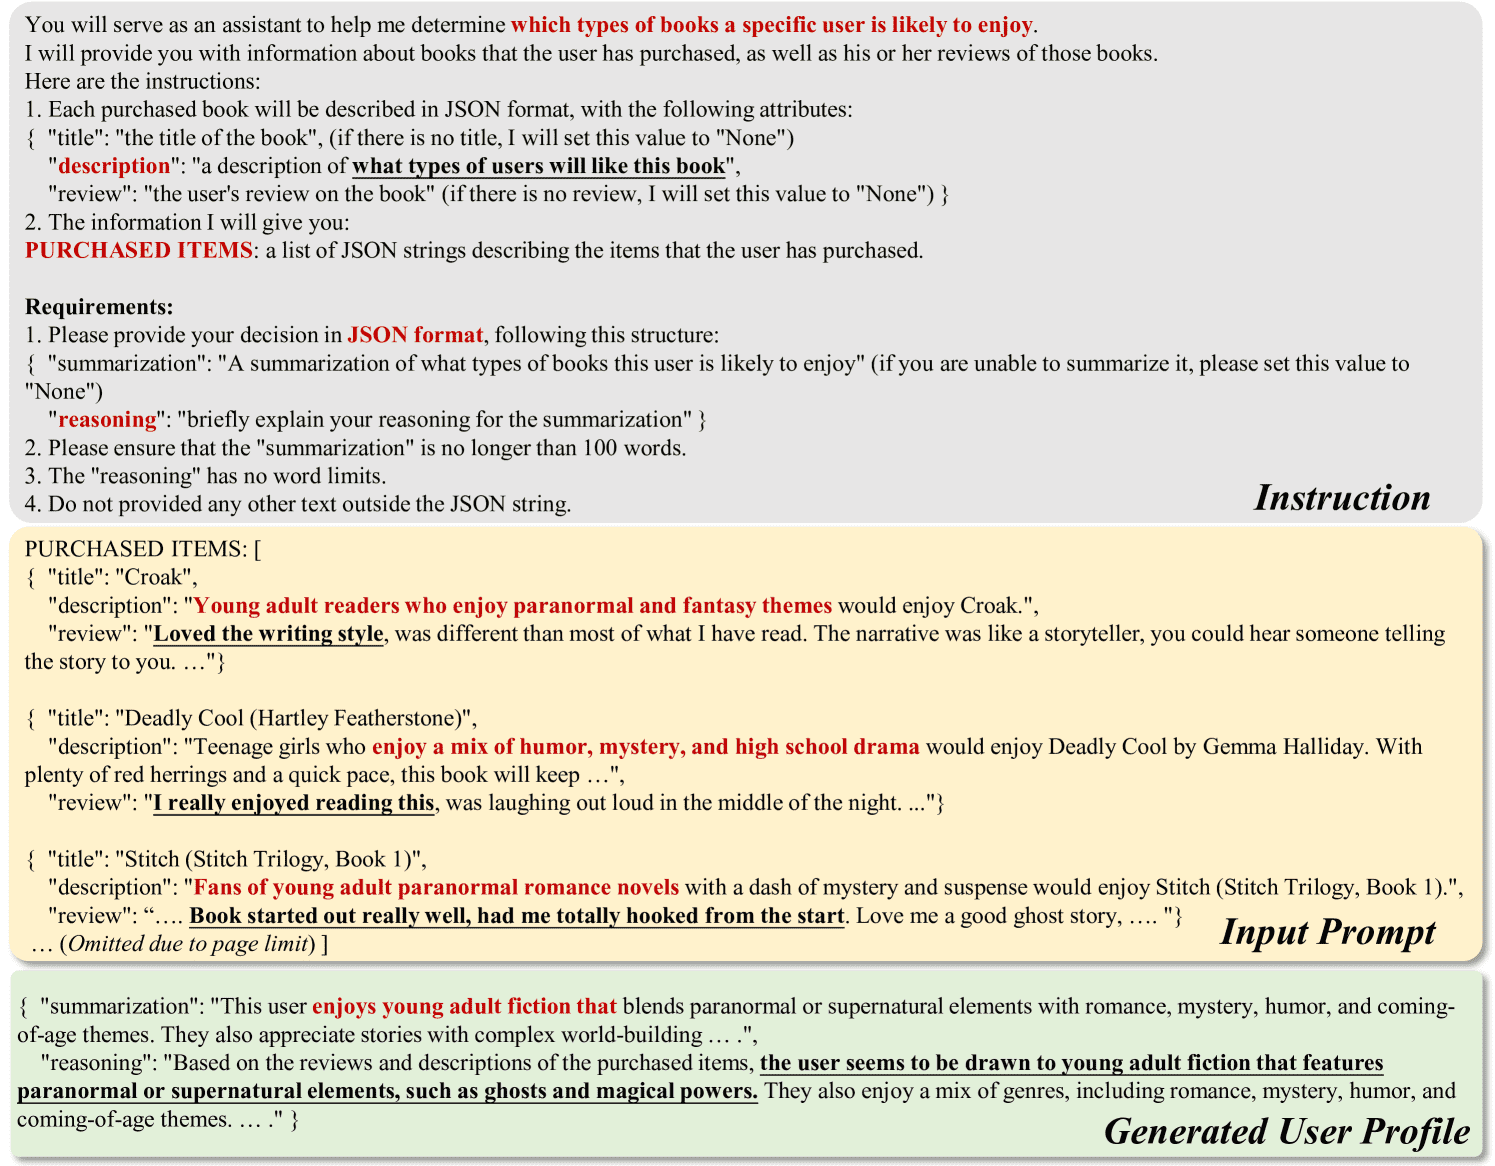 You will serve as an assistant to help me determine which types of books a specific user is likely to enjoy.
I will provide you with information about books that the user has purchased, as well as his or her reviews of those books.
Here are the instructions:
1. Each purchased book will be described in JSON format, with the following attributes:
{ "title": "the title of the book", (if there is no title, I will set this value to "None")
"description": "a description of what types of users will like this book",
"review": "the user's review on the book" (if there is no review, I will set this value to "None") }
2. The information I will give you:
PURCHASED ITEMS: a list of JSON strings describing the items that the user has purchased.
Requirements:
1. Please provide your decision in JSON format, following this structure:
{ "summarization": "A summarization of what types of books this user is likely to enjoy" (if you are unable to summarize it, please set this value to
"None")
"reasoning": "briefly explain your reasoning for the summarization" }
2. Please ensure that the "summarization" is no longer than 100 words.
3. The "reasoning" has no word limits.
4. Do not provided any other text outside the JSON string.
Instruction
PURCHASED ITEMS: [
{ "title": "Croak",
"description": "Young adult readers who enjoy paranormal and fantasy themes would enjoy Croak.",
"review": "Loved the writing style, was different than most of what I have read. The narrative was like a storyteller, you could hear someone telling
the story to you. …"}
{ "title": "Deadly Cool (Hartley Featherstone)",
"description": "Teenage girls who enjoy a mix of humor, mystery, and high school drama would enjoy Deadly Cool by Gemma Halliday. With
plenty of red herrings and a quick pace, this book will keep …",
"review": "I really enjoyed reading this, was laughing out loud in the middle of the night. ..."}
{ "title": "Stitch (Stitch Trilogy, Book 1)",
"description": "Fans of young adult paranormal romance novels with a dash of mystery and suspense would enjoy Stitch (Stitch Trilogy, Book 1).",
"review": “…. Book started out really well, had me totally hooked from the start. Love me a good ghost story, …. "}
… (Omitted due to page limit) ]
Input Prompt
{ "summarization": "This user enjoys young adult fiction that blends paranormal or supernatural elements with romance, mystery, humor, and coming-
of-age themes. They also appreciate stories with complex world-building … .",
"reasoning": "Based on the reviews and descriptions of the purchased items, the user seems to be drawn to young adult fiction that features
paranormal or supernatural elements, such as ghosts and magical powers. They also enjoy a mix of genres, including romance, mystery, humor, and
coming-of-age themes. … ." }
Generated User Profile